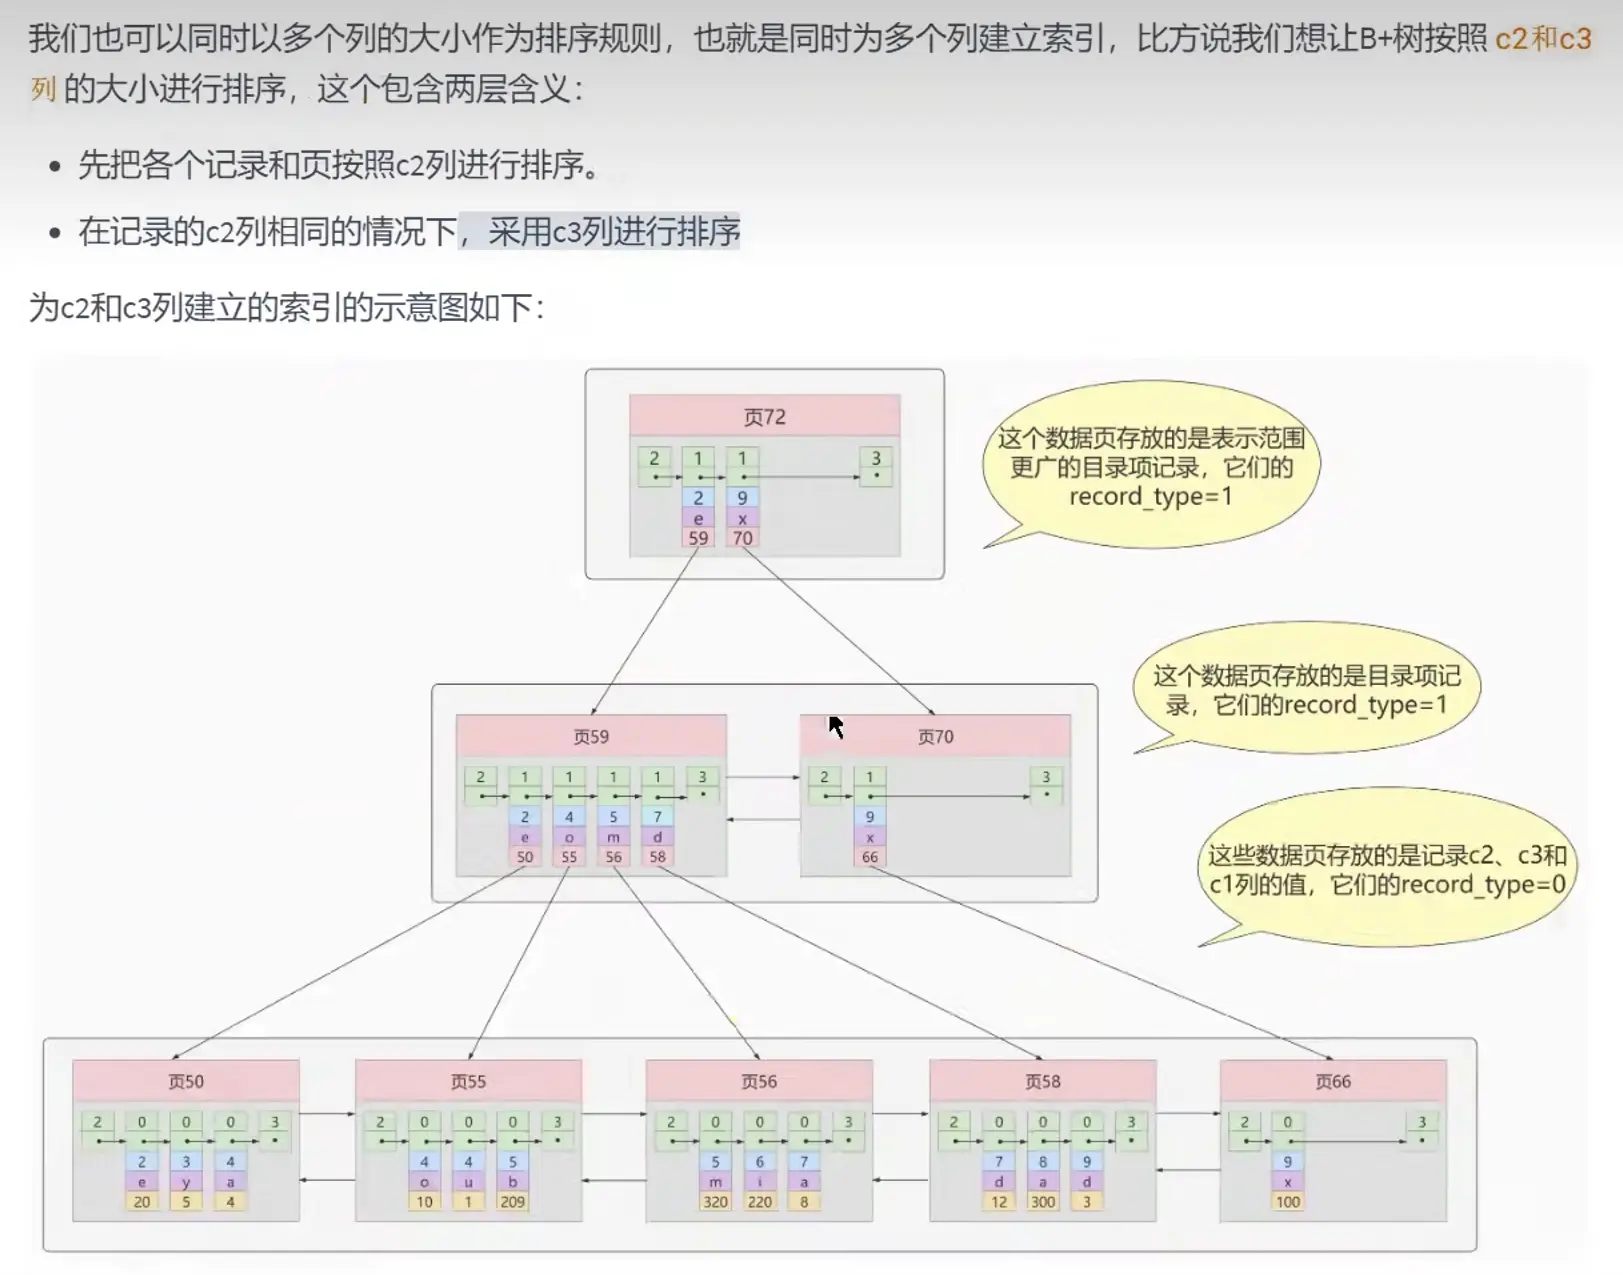 我们也可以同时以多个列的大小作为排序规则，也就是同时为多个列建立索引，比方说我们想让B+树按照 c2和c3
列 的大小进行排序，这个包含两层含义：
• 先把各个记录和页按照c2列进行排序。
• 在记录的c2列相同的情况下，采用c3列进行排序
为c2和c3列建立的索引的示意图如下：
页72
2 1 1 3
2 9
e x
59 70
这个数据页存放的是表示范围
更广的目录项记录，它们的
record_type=1
页59
2 1 1 1 1 3
2 4 5 7
e o m d
50 55 56 58
页70
2 1 3
9
x
66
这个数据页存放的是目录项记
录，它们的record_type=1
这些数据页存放的是记录c2、c3和
c1列的值，它们的record_type=0
页50
2 0 0 0 3
2 3 4
e y a
20 5 4
页55
2 0 0 0 3
4 4 5
o u b
10 1 209
页56
2 0 0 0 3
5 6 7
m i a
320 220 8
页58
2 0 0 0 3
7 8 9
d a d
12 300 3
页66
2 0 3
9
x
100